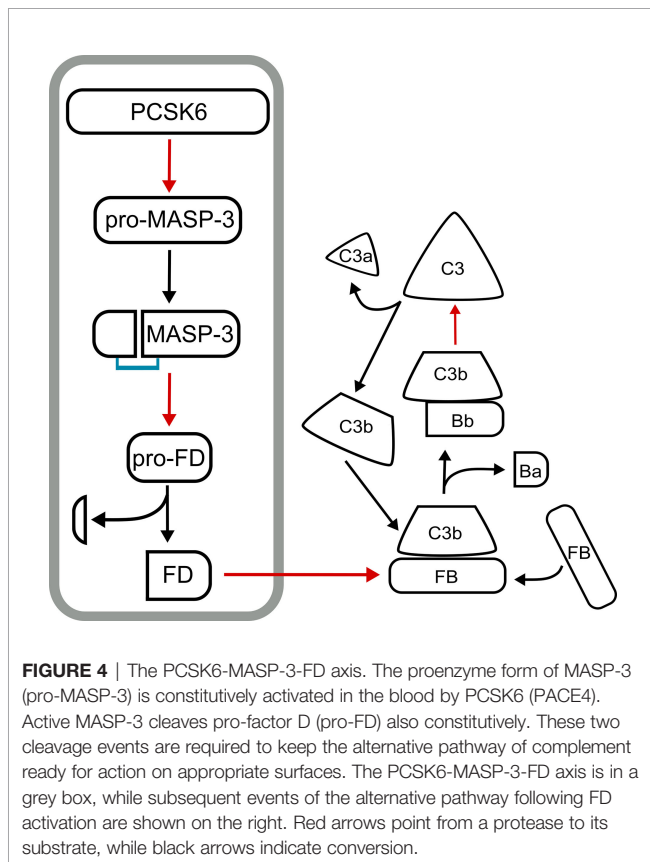 PCSK6
pro-MASP-3
MASP-3
pro-FD
FD
C3a
C3
C3b
C3b
Bb
Ba
C3b
FB
FB
FIGURE 4 | The PCSK6-MASP-3-FD axis. The proenzyme form of MASP-3
(pro-MASP-3) is constitutively activated in the blood by PCSK6 (PACE4).
Active MASP-3 cleaves pro-factor D (pro-FD) also constitutively. These two
cleavage events are required to keep the alternative pathway of complement
ready for action on appropriate surfaces. The PCSK6-MASP-3-FD axis is in a
grey box, while subsequent events of the alternative pathway following FD
activation are shown on the right. Red arrows point from a protease to its
substrate, while black arrows indicate conversion.